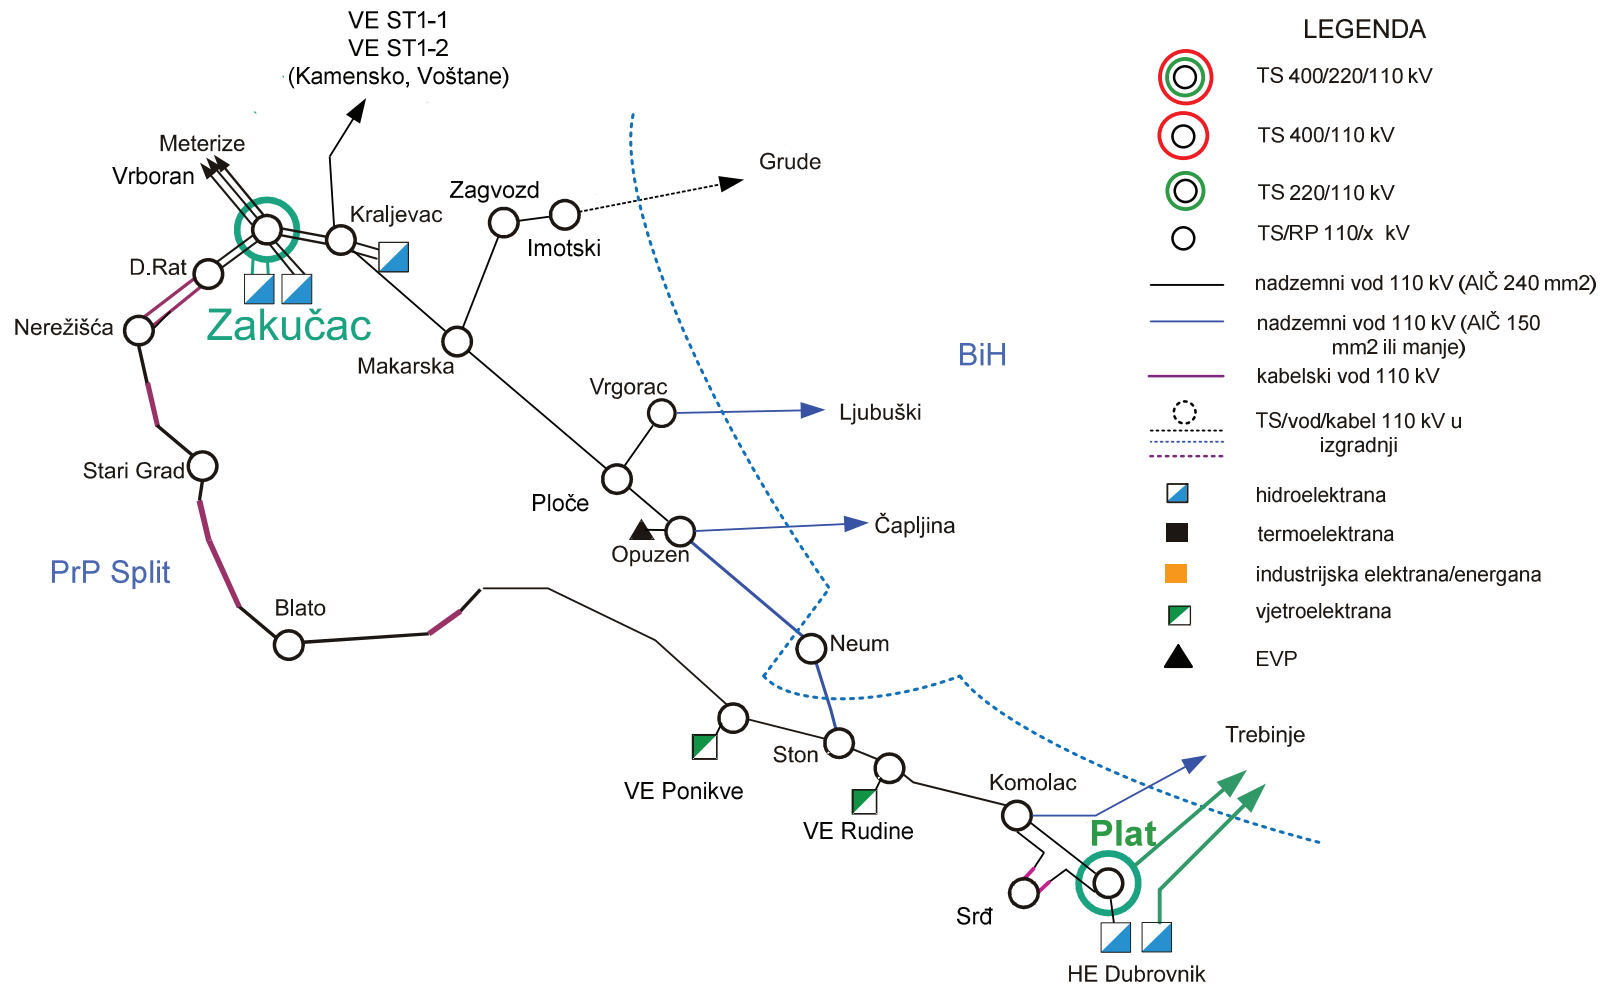 VE ST1-1
VE ST1-2
(Kamensko, Voštane)
Meterize
Vrboran
Zagvozd
Grude
Kraljevac
Imotski
D.Rat
Nerežišća
Zakučac
Makarska
BiH
Vrgorac
Ljubuški
Stari Grad
Ploče
Čapljina
Opuzen
PrP Split
Blato
Neum
Ston
Trebinje
VE Ponikve
Komolac
VE Rudine
Plat
Srđ
HE Dubrovnik
LEGENDA
TS 400/220/110 kV
TS 400/110 kV
TS 220/110 kV
TS/RP 110/x kV
nadzemni vod 110 kV (AlČ 240 mm2)
nadzemni vod 110 kV (AlČ 150
mm2 ili manje)
kabelski vod 110 kV
TS/vod/kabel 110 kV u
izgradnji
hidroelektrana
termoelektrana
industrijska elektrana/energana
vjetroelektrana
EVP